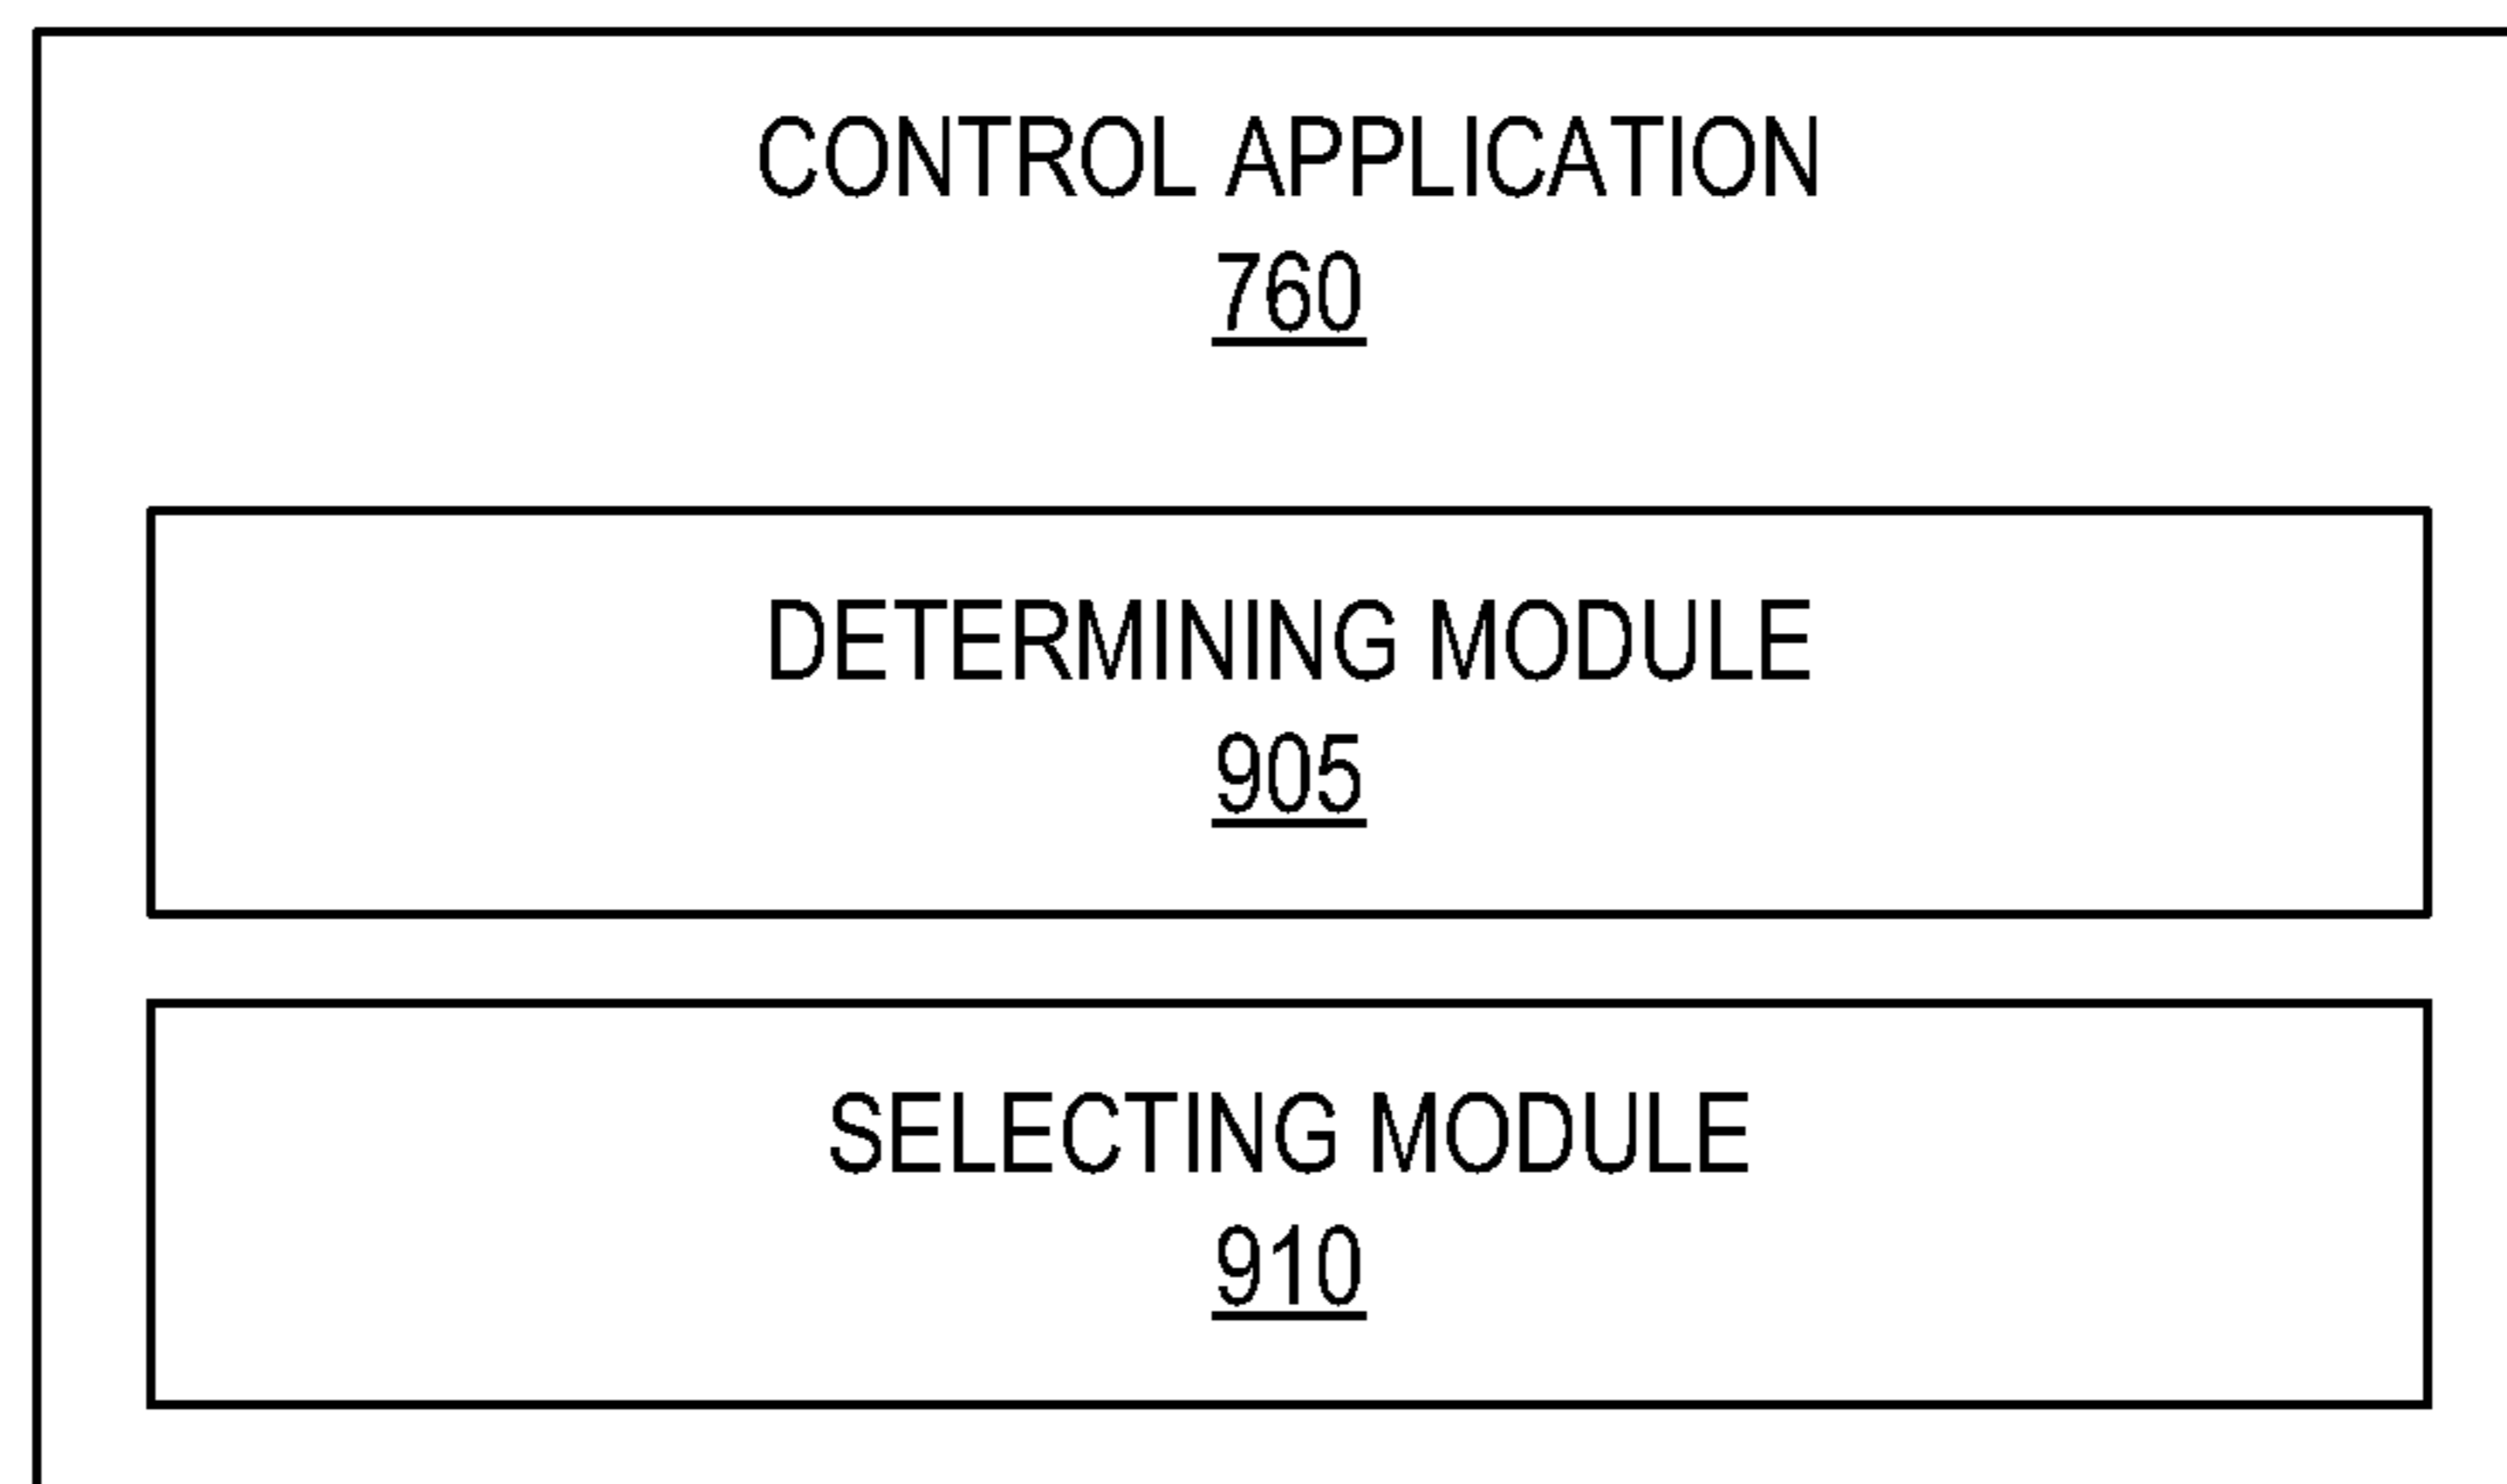 CONTROL APPLICATION
760
DETERMINING MODULE
905
SELECTING MODULE
910